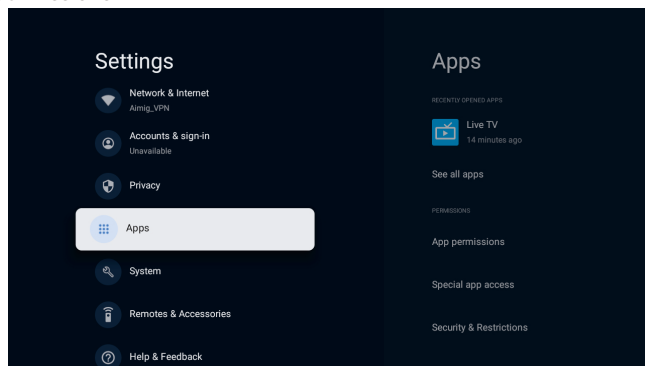 Settings
Network & Internet
Aimig_VPN
Accounts & sign-in
Unavailable
Privacy
Apps
System
Remotes & Accessories
Help & Feedback
Apps
RECENTLY OPENED APPS
Live TV
14 minutes ago
See all apps
PERMISSIONS
App permissions
Special app access
Security & Restrictions